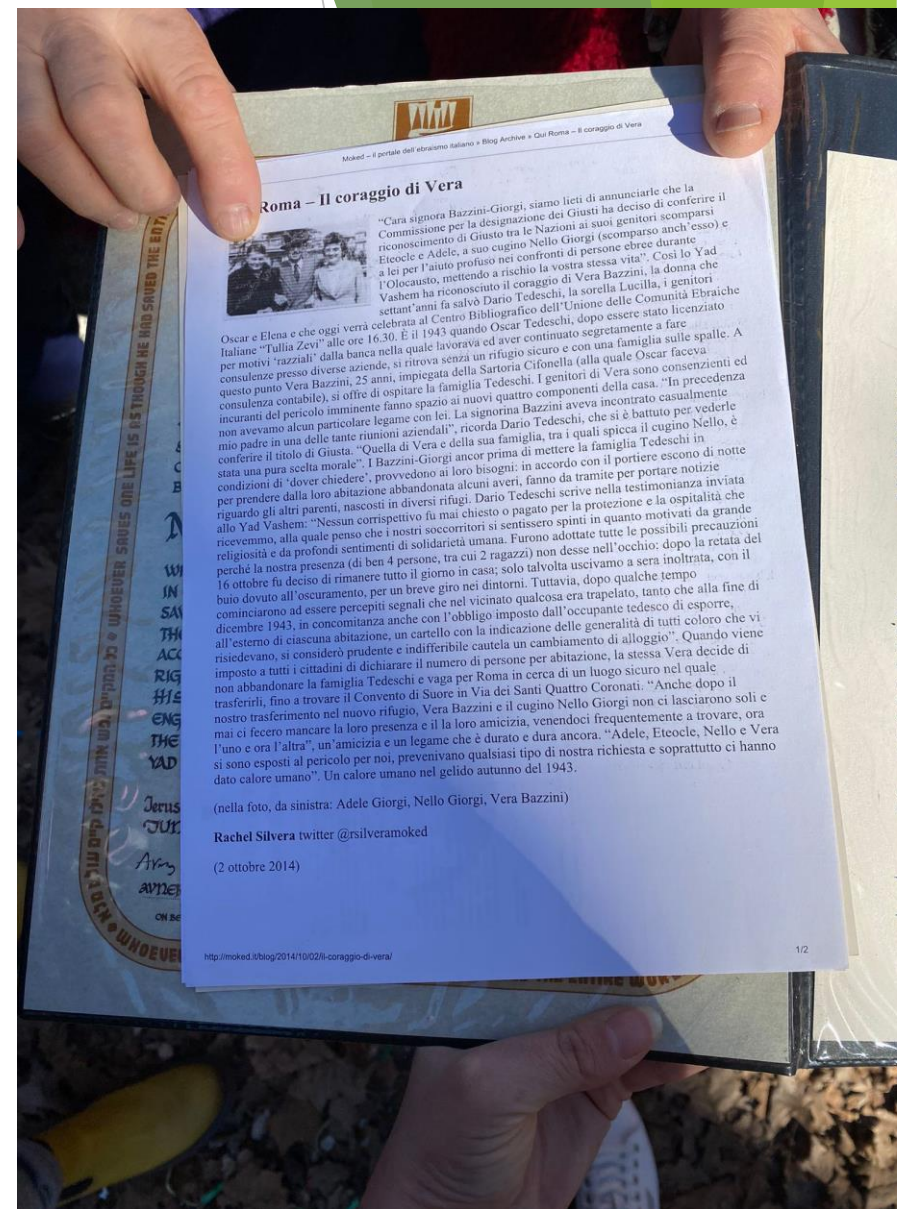 Moked – il portale dell'ebraismo italiano » Blog Archive » Qui Roma – Il coraggio di Vera
Roma – Il coraggio di Vera
“Cara signora Bazzini-Giorgi, siamo lieti di annunciarle che la
Commissione per la designazione dei Giusti ha deciso di conferire il
riconoscimento di Giusto tra le Nazioni ai suoi genitori scomparsi
Eteocle e Adele, a suo cugino Nello Giorgi (scomparso anch’esso) e
a lei per l’aiuto profuso nei confronti di persone ebree durante
l’Olocausto, mettendo a rischio la vostra stessa vita”. Così lo Yad
Vashem ha riconosciuto il coraggio di Vera Bazzini, la donna che
settant’anni fa salvò Dario Tedeschi, la sorella Lucilla, i genitori
Oscar e Elena e che oggi verrà celebrata al Centro Bibliografico dell’Unione delle Comunità Ebraiche
Italiane “Tullia Zevi” alle ore 16.30. È il 1943 quando Oscar Tedeschi, dopo essere stato licenziato
per motivi ‘razziali’ dalla banca nella quale lavorava ed aver continuato segretamente a fare
consulenze presso diverse aziende, si ritrova senza un rifugio sicuro e con una famiglia sulle spalle. A
questo punto Vera Bazzini, 25 anni, impiegata della Sartoria Cifonella (alla quale Oscar faceva
consulenza contabile), si offre di ospitare la famiglia Tedeschi. I genitori di Vera sono consenzienti ed
incuranti del pericolo imminente fanno spazio ai nuovi quattro componenti della casa. “In precedenza
non avevamo alcun particolare legame con lei. La signorina Bazzini aveva incontrato casualmente
mio padre in una delle tante riunioni aziendali”, ricorda Dario Tedeschi, che si è battuto per vederle
conferire il titolo di Giusta. “Quella di Vera e della sua famiglia, tra i quali spicca il cugino Nello, è
stata una pura scelta morale”. I Bazzini-Giorgi ancor prima di mettere la famiglia Tedeschi in
condizioni di ‘dover chiedere’, provvedono ai loro bisogni: in accordo con il portiere escono di notte
per prendere dalla loro abitazione abbandonata alcuni averi, fanno da tramite per portare notizie
riguardo gli altri parenti, nascosti in diversi rifugi. Dario Tedeschi scrive nella testimonianza inviata
allo Yad Vashem: “Nessun corrispettivo fu mai chiesto o pagato per la protezione e la ospitalità che
ricevemmo, alla quale penso che i nostri soccorritori si sentissero spinti in quanto motivati da grande
religiosità e da profondi sentimenti di solidarietà umana. Furono adottate tutte le possibili precauzioni
perché la nostra presenza (di ben 4 persone, tra cui 2 ragazzi) non desse nell’occhio: dopo la retata del
16 ottobre fu deciso di rimanere tutto il giorno in casa; solo talvolta uscivamo a sera inoltrata, con il
buio dovuto all’oscuramento, per un breve giro nei dintorni. Tuttavia, dopo qualche tempo
cominciarono ad essere percepiti segnali che nel vicinato qualcosa era trapelato, tanto che alla fine di
dicembre 1943, in concomitanza anche con l’obbligo imposto dall’occupante tedesco di esporre,
all’esterno di ciascuna abitazione, un cartello con la indicazione delle generalità di tutti coloro che vi
risiedevano, si considerò prudente e indifferibile cautela un cambiamento di alloggio”. Quando viene
imposto a tutti i cittadini di dichiarare il numero di persone per abitazione, la stessa Vera decide di
non abbandonare la famiglia Tedeschi e vaga per Roma in cerca di un luogo sicuro nel quale
trasferirli, fino a trovare il Convento di Suore in Via dei Santi Quattro Coronati. “Anche dopo il
nostro trasferimento nel nuovo rifugio, Vera Bazzini e il cugino Nello Giorgi non ci lasciarono soli e
mai ci fecero mancare la loro presenza e il la loro amicizia, venendoci frequentemente a trovare, ora
l’uno e ora l’altra”, un’amicizia e un legame che è durato e dura ancora. “Adele, Eteocle, Nello e Vera
si sono esposti al pericolo per noi, prevenivano qualsiasi tipo di nostra richiesta e soprattutto ci hanno
dato calore umano”. Un calore umano nel gelido autunno del 1943.
(nella foto, da sinistra: Adele Giorgi, Nello Giorgi, Vera Bazzini)
Rachel Silvera twitter @rsilveramoked
(2 ottobre 2014)
http://moked.it/blog/2014/10/02/il-coraggio-di-vera/
1/2
WHOEVER SAVES ONE LIFE IS AS THOUGH HE HAD SAVED THE
IN
THE
HIS
ENG
THE
YAD
ON BE
THE ENTIRE